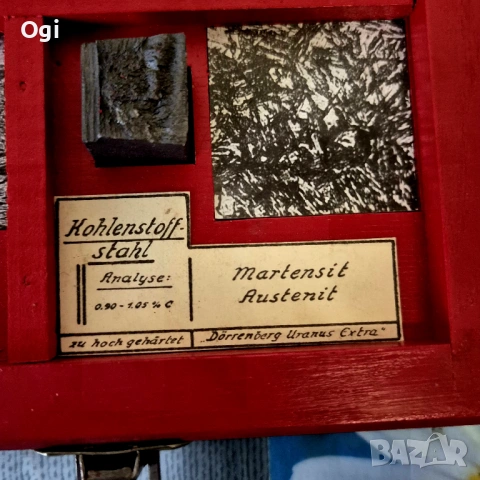 Ogi
Kohlenstoff-
stahl
Analyse:
0.90 - 1.05 % C
zu hoch gehärtet
Martensit
Austenit
„Dörrenberg Uranus Extra"
BAZAR